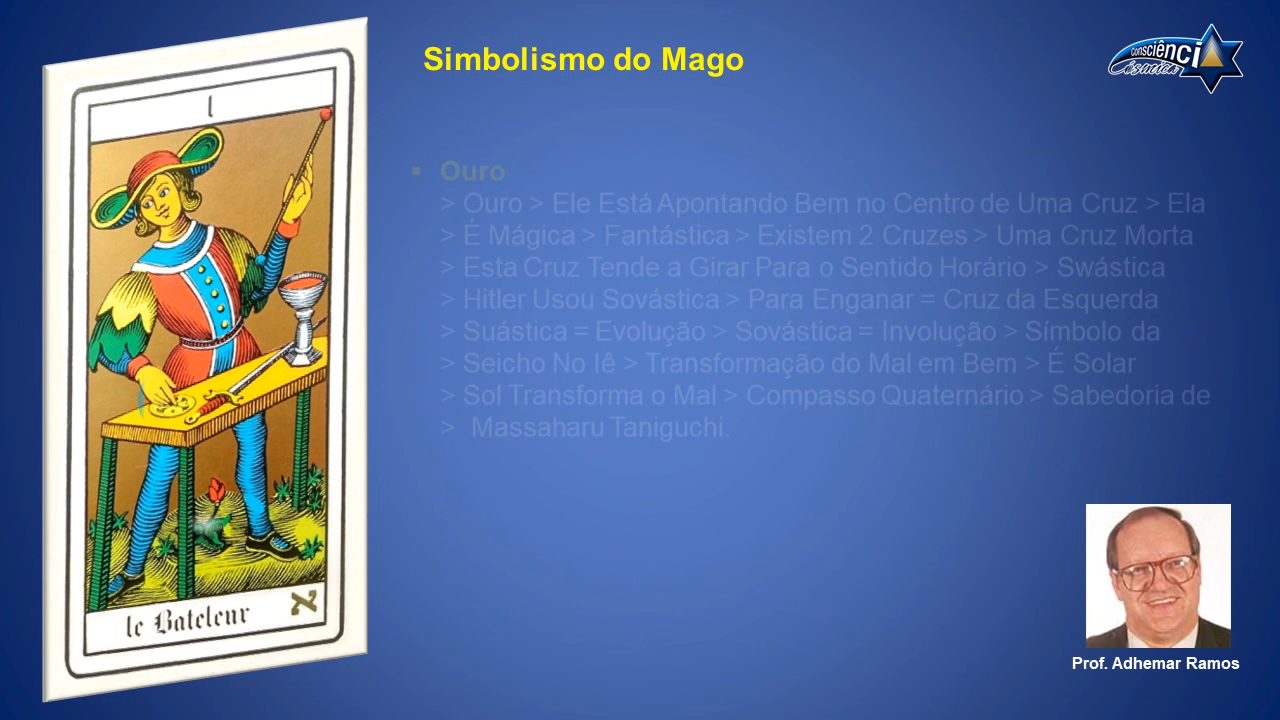 I
le Bateleur
א
Simbolismo do Mago
consciênci
Cósmica
▪ Ouro
> Ouro > Ele Está Apontando Bem no Centro de Uma Cruz > Ela
> É Mágica > Fantástica > Existem 2 Cruzes > Uma Cruz Morta
> Esta Cruz Tende a Girar Para o Sentido Horário > Swástica
> Hitler Usou Sovástica > Para Enganar = Cruz da Esquerda
> Suástica = Evolução > Sovástica = Involução > Símbolo da
> Seicho No Iê > Transformação do Mal em Bem > É Solar
> Sol Transforma o Mal > Compasso Quaternário > Sabedoria de
> Massaharu Taniguchi.
Prof. Adhemar Ramos